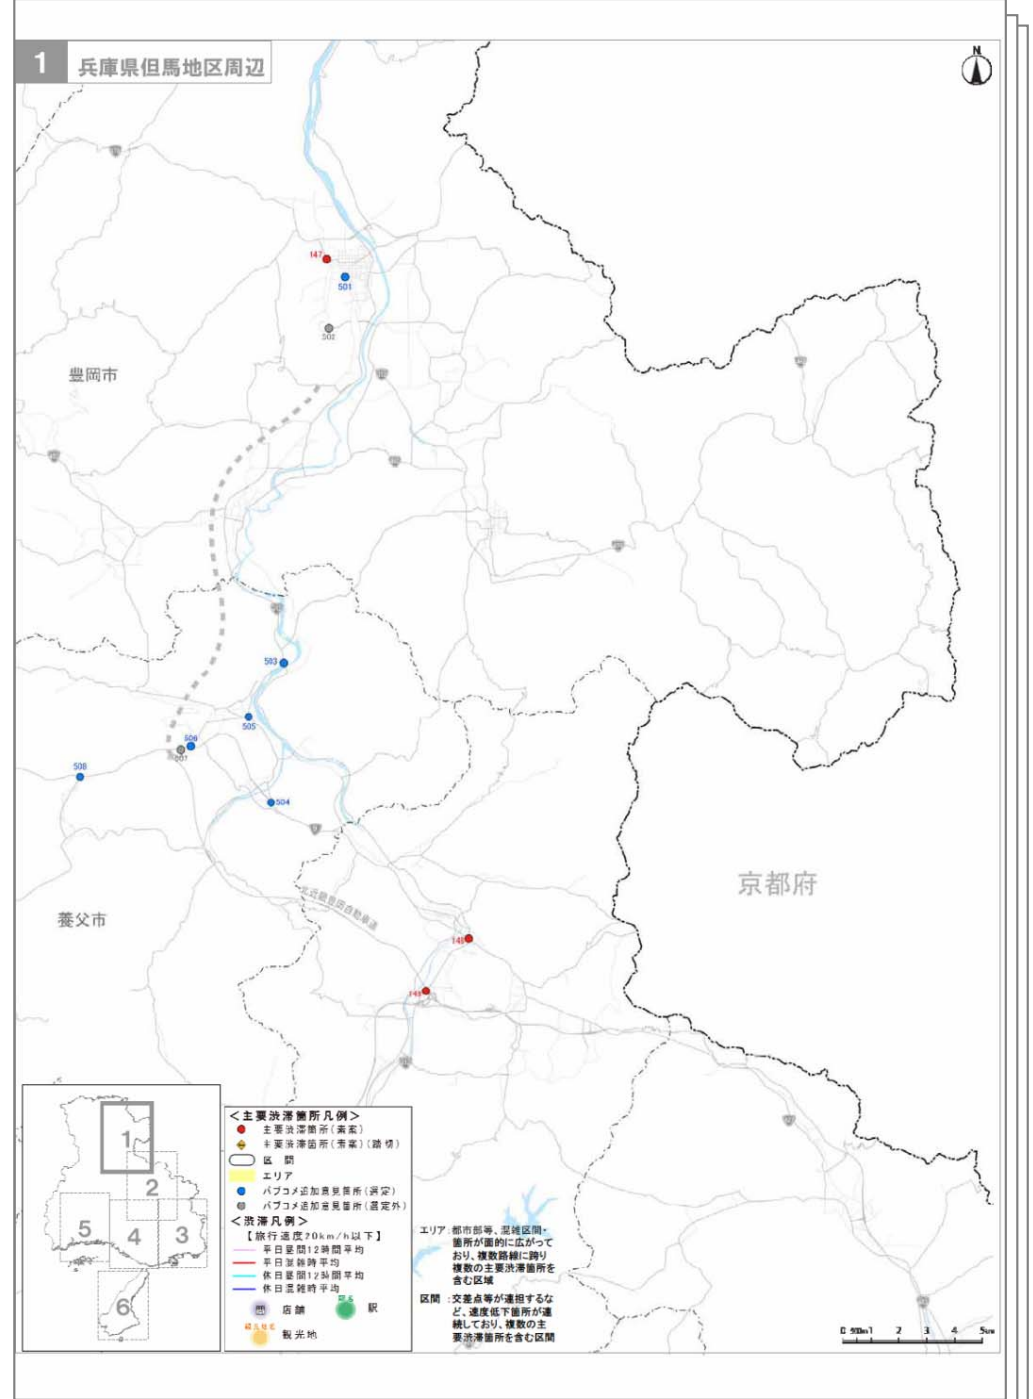 1 兵庫県但馬地区周辺
N
147
501
502
豊岡市
503
505
506
507
508
504
京都府
養父市
148
149
1
2
5
4
3
6
＜主要渋滞箇所凡例＞
主要渋滞箇所(素案)
主要渋滞箇所(素案)(踏切)
区 間
エリア
パブコメ追加意見箇所(選定)
パブコメ追加意見箇所(選定外)
＜渋滞凡例＞
【旅行速度20km/h以下】
平日昼間12時間平均
平日混雑時平均
休日昼間12時間平均
休日混雑時平均
店舗
駅
観光地
エリア:都市部等、混雑区間・
箇所が面的に広がって
おり、複数路線に跨り
複数の主要渋滞箇所を
含む区域
区間 :交差点等が連担するな
ど、速度低下箇所が連
続しており、複数の主
要渋滞箇所を含む区間
0 500m 1 2 3 4 5km